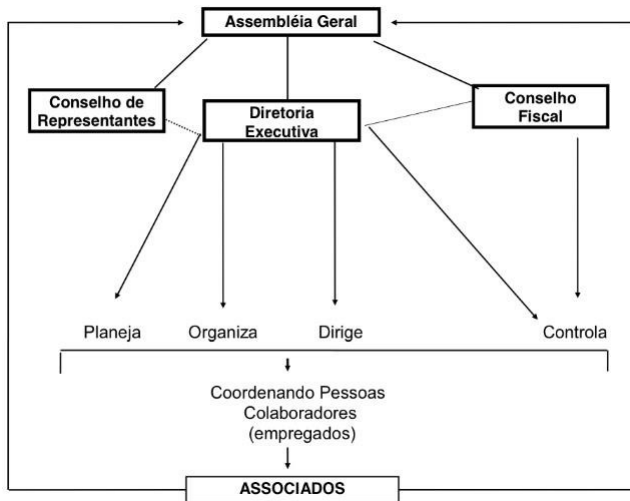 Assembléia Geral
Conselho de
Representantes
Diretoria
Executiva
Conselho
Fiscal
Planeja
Organiza
Dirige
Controla
Coordenando Pessoas
Colaboradores
(empregados)
ASSOCIADOS